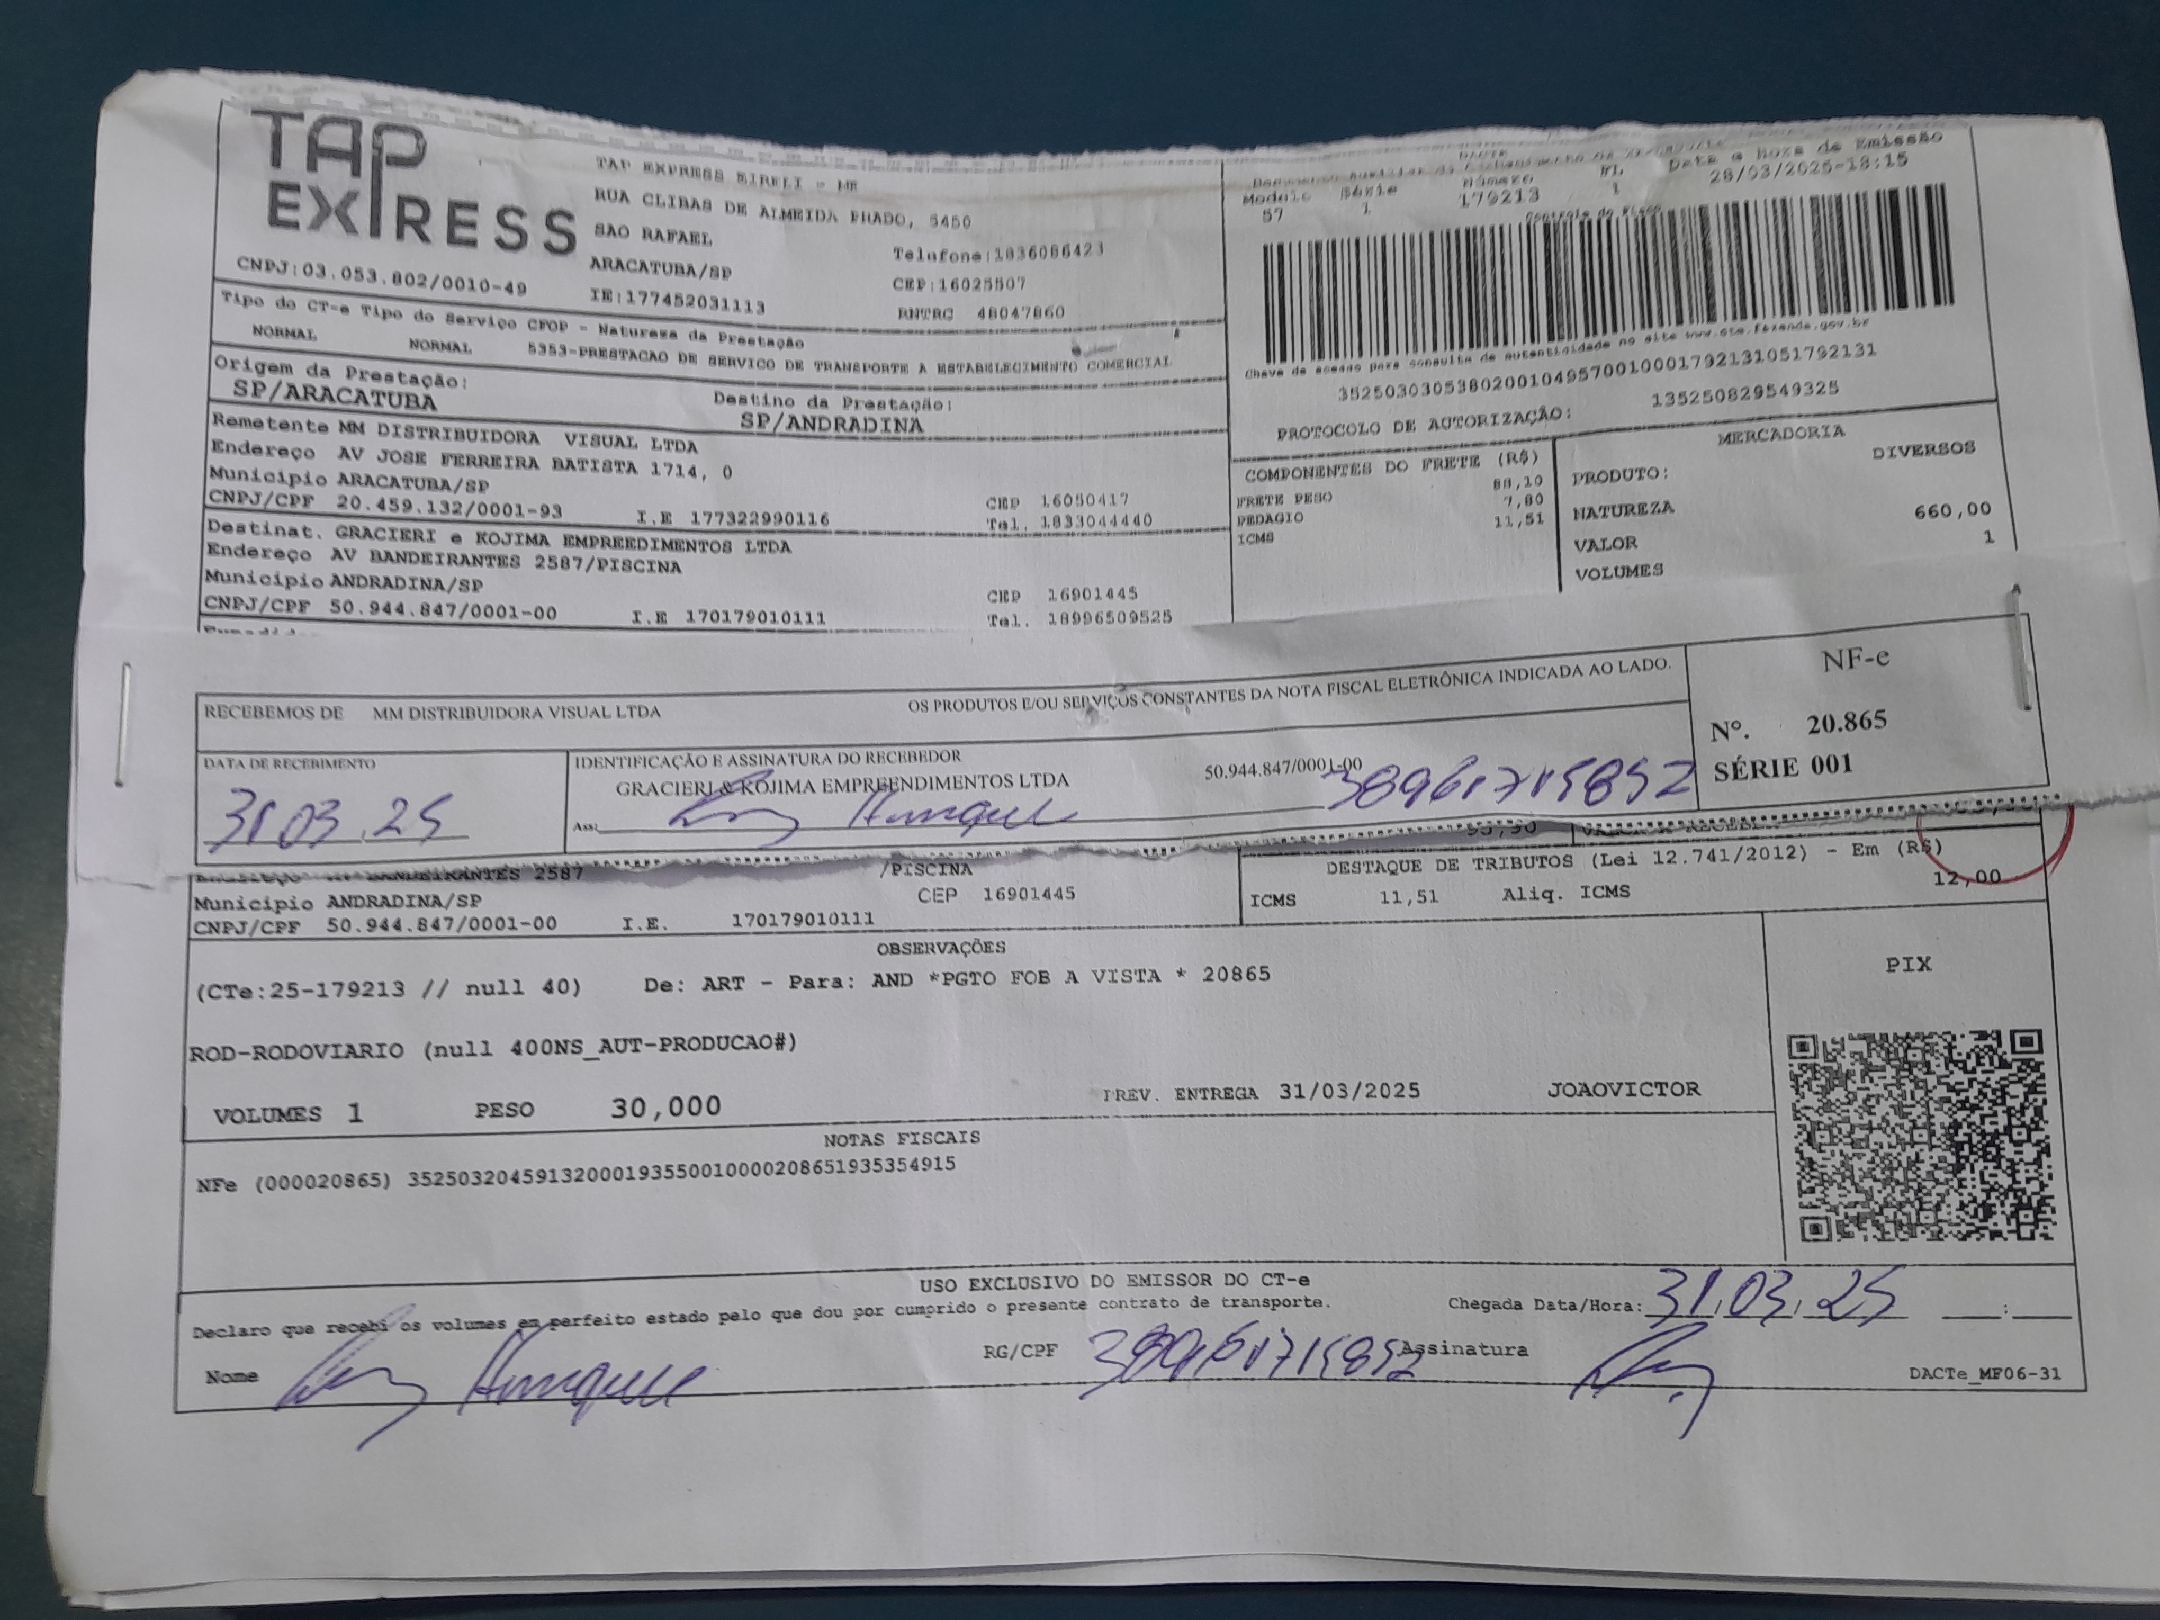 TAP EXPRESS
TAP EXPRESS EIRELI - ME
RUA CLIBAS DE ALMEIDA PRADO, 5450
SAO RAFAEL
Telefone:1836086423
ARACATUBA/SP
CEP:16025507
CNPJ:03.053.802/0010-49
IE:177452031113
RNTRC 48047860
Modelo Série Número FL Data e Hora de Emissão
57 1 179213 1 28/03/2025-18:15
Controle do Fisco
Chave de acesso para consulta de autenticidade no site www.cte.fazenda.gov.br
35250303053802001049570010001792131051792131
PROTOCOLO DE AUTORIZAÇÃO: 135250829549325
Tipo do CT-e Tipo do Serviço CFOP - Natureza da Prestação
NORMAL NORMAL 5353-PRESTACAO DE SERVICO DE TRANSPORTE A ESTABELECIMENTO COMERCIAL
Origem da Prestação: Destino da Prestação:
SP/ARACATUBA SP/ANDRADINA
Remetente MM DISTRIBUIDORA VISUAL LTDA
Endereço AV JOSE FERREIRA BATISTA 1714, 0
Municipio ARACATUBA/SP CEP 16050417
CNPJ/CPF 20.459.132/0001-93 I.E 177322990116 Tel. 1833044440
Destinat. GRACIERI e KOJIMA EMPREEDIMENTOS LTDA
Endereço AV BANDEIRANTES 2587/PISCINA
Municipio ANDRADINA/SP CEP 16901445
CNPJ/CPF 50.944.847/0001-00 I.E 170179010111 Tel. 18996509525
COMPONENTES DO FRETE (R$)
FRETE PESO 88,10
PEDAGIO 7,80
ICMS 11,51
MERCADORIA
PRODUTO: DIVERSOS
NATUREZA
VALOR 660,00
VOLUMES 1
RECEBEMOS DE MM DISTRIBUIDORA VISUAL LTDA OS PRODUTOS E/OU SERVIÇOS CONSTANTES DA NOTA FISCAL ELETRÔNICA INDICADA AO LADO.
NF-e
Nº. 20.865
SÉRIE 001
DATA DE RECEBIMENTO
31 03 25
IDENTIFICAÇÃO E ASSINATURA DO RECEBEDOR
GRACIERI & KOJIMA EMPREENDIMENTOS LTDA 50.944.847/0001-00
Ass: 38961715852
BANDEIRANTES 2587 /PISCINA
Municipio ANDRADINA/SP CEP 16901445
CNPJ/CPF 50.944.847/0001-00 I.E. 170179010111
DESTAQUE DE TRIBUTOS (Lei 12.741/2012) - Em (R$)
ICMS 11,51 Aliq. ICMS 12,00
OBSERVAÇÕES
(CTe:25-179213 // null 40) De: ART - Para: AND *PGTO FOB A VISTA * 20865
ROD-RODOVIARIO (null 400NS_AUT-PRODUCAO#)
VOLUMES 1 PESO 30,000 PREV. ENTREGA 31/03/2025 JOAOVICTOR
PIX
NOTAS FISCAIS
NFe (000020865) 35250320459132000193550010000208651935354915
USO EXCLUSIVO DO EMISSOR DO CT-e
Declaro que recebi os volumes em perfeito estado pelo que dou por cumprido o presente contrato de transporte. Chegada Data/Hora: 31.03.25 __:__
Nome RG/CPF 38961715852 Assinatura
DACTe_MF06-31